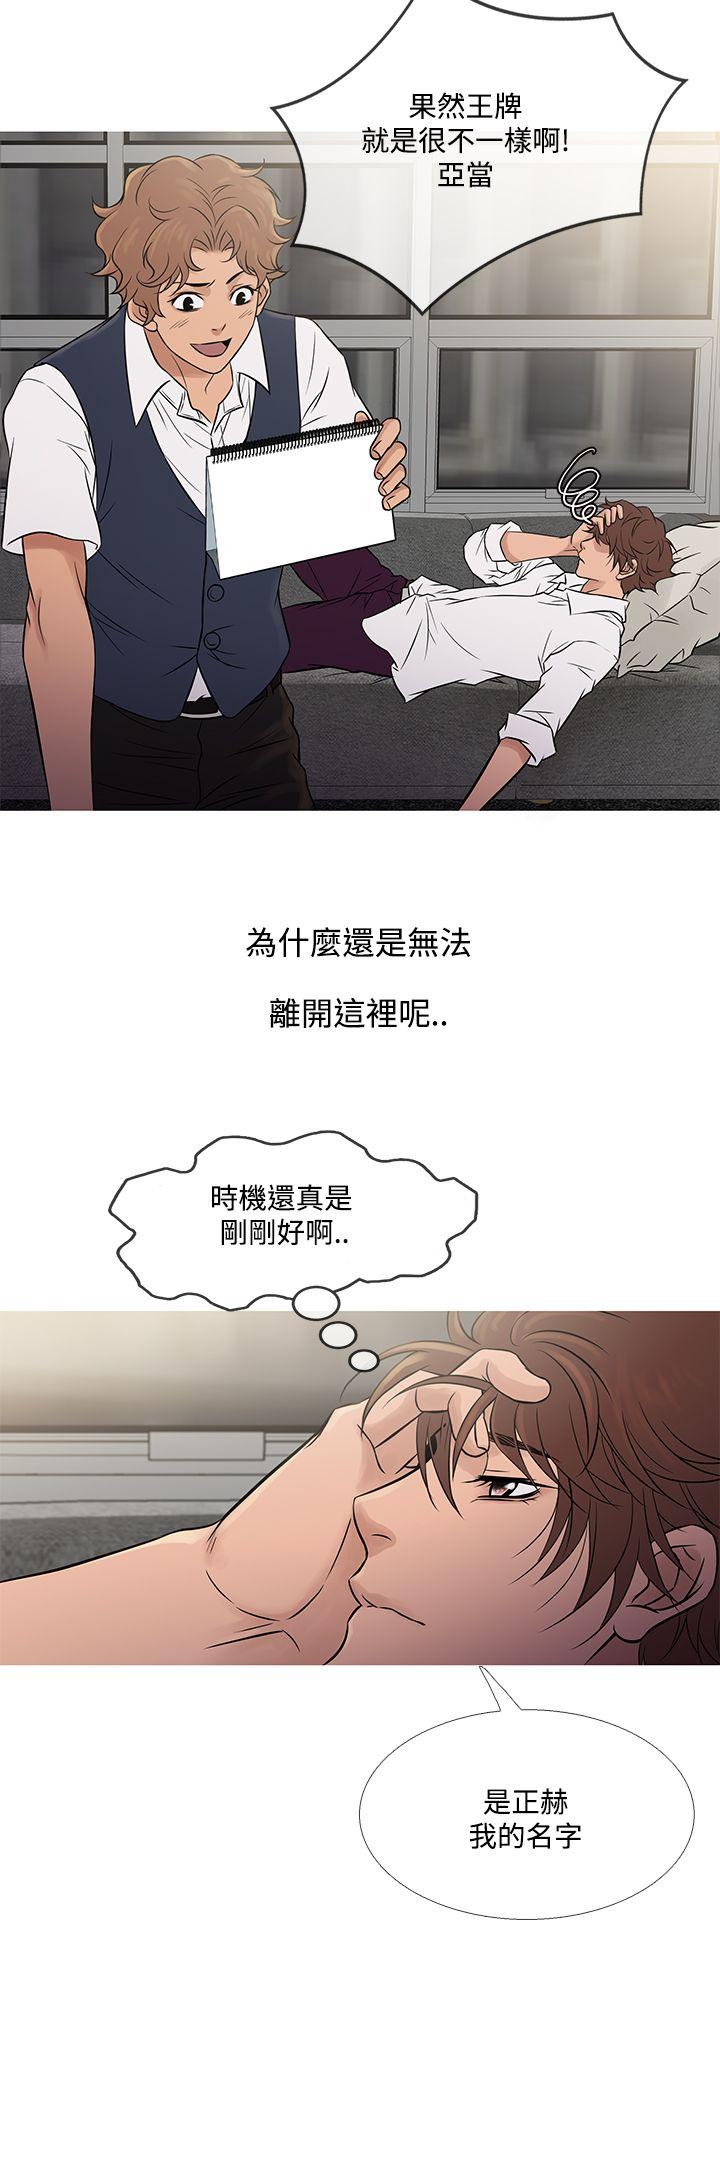 果然王牌
就是很不一樣啊!
亞當
為什麼還是無法
離開這裡呢..
時機還真是
剛剛好啊..
是正赫
我的名字